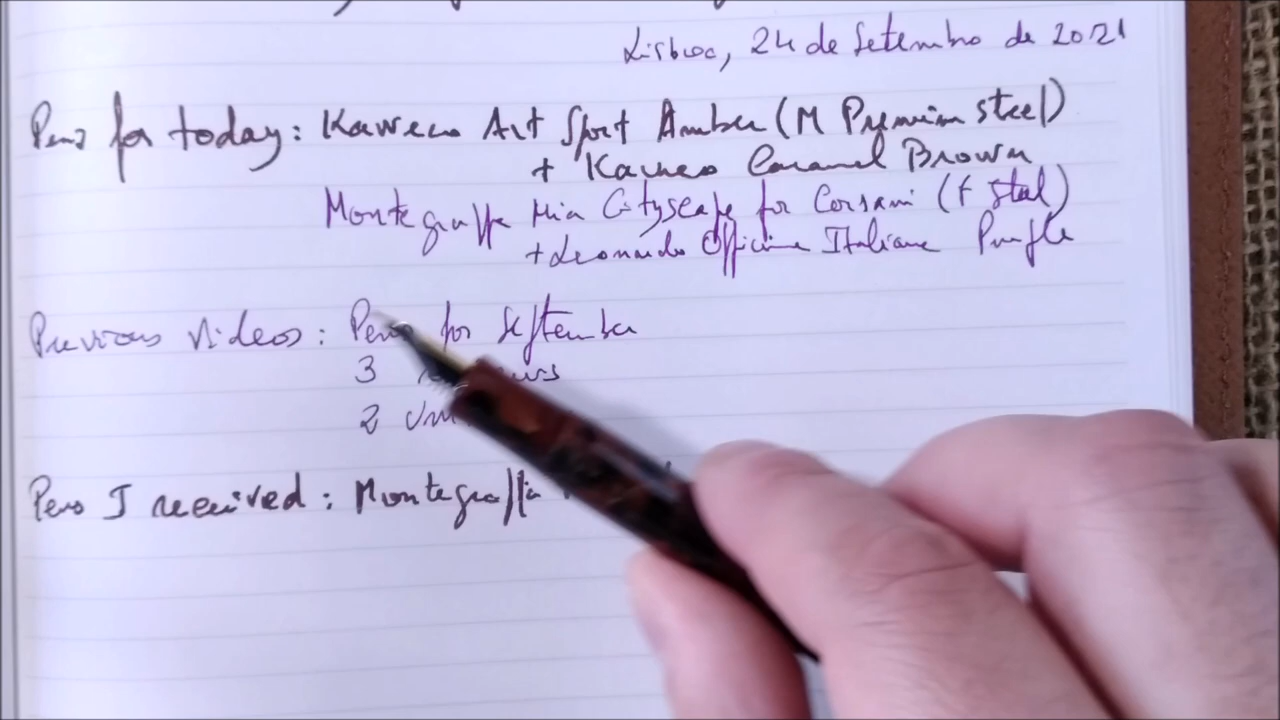 Lisboa, 24 de Setembro de 2021
Pens for today: Kaweco Art Sport Amber (M Premium steel)
+ Kaweco Caramel Brown
Montegrappa Mia Cityscape for Corsani (F steel)
+ Leonardo Officina Italiana Purple
Previous videos: Pens for September
3
2
Pens I received: Montegrappa